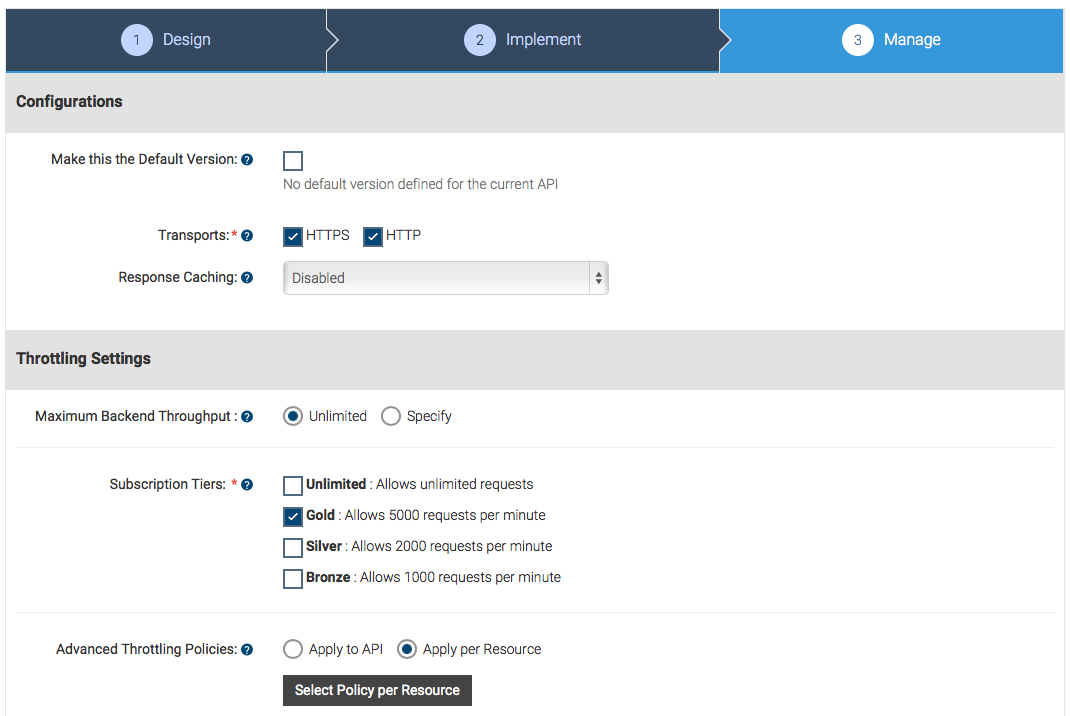 1 Design
2 Implement
3 Manage
Configurations
Make this the Default Version: ?
No default version defined for the current API
Transports:* ? HTTPS HTTP
Response Caching: ? Disabled
Throttling Settings
Maximum Backend Throughput : ? Unlimited Specify
Subscription Tiers: * ? Unlimited : Allows unlimited requests
Gold : Allows 5000 requests per minute
Silver : Allows 2000 requests per minute
Bronze : Allows 1000 requests per minute
Advanced Throttling Policies: ? Apply to API Apply per Resource
Select Policy per Resource